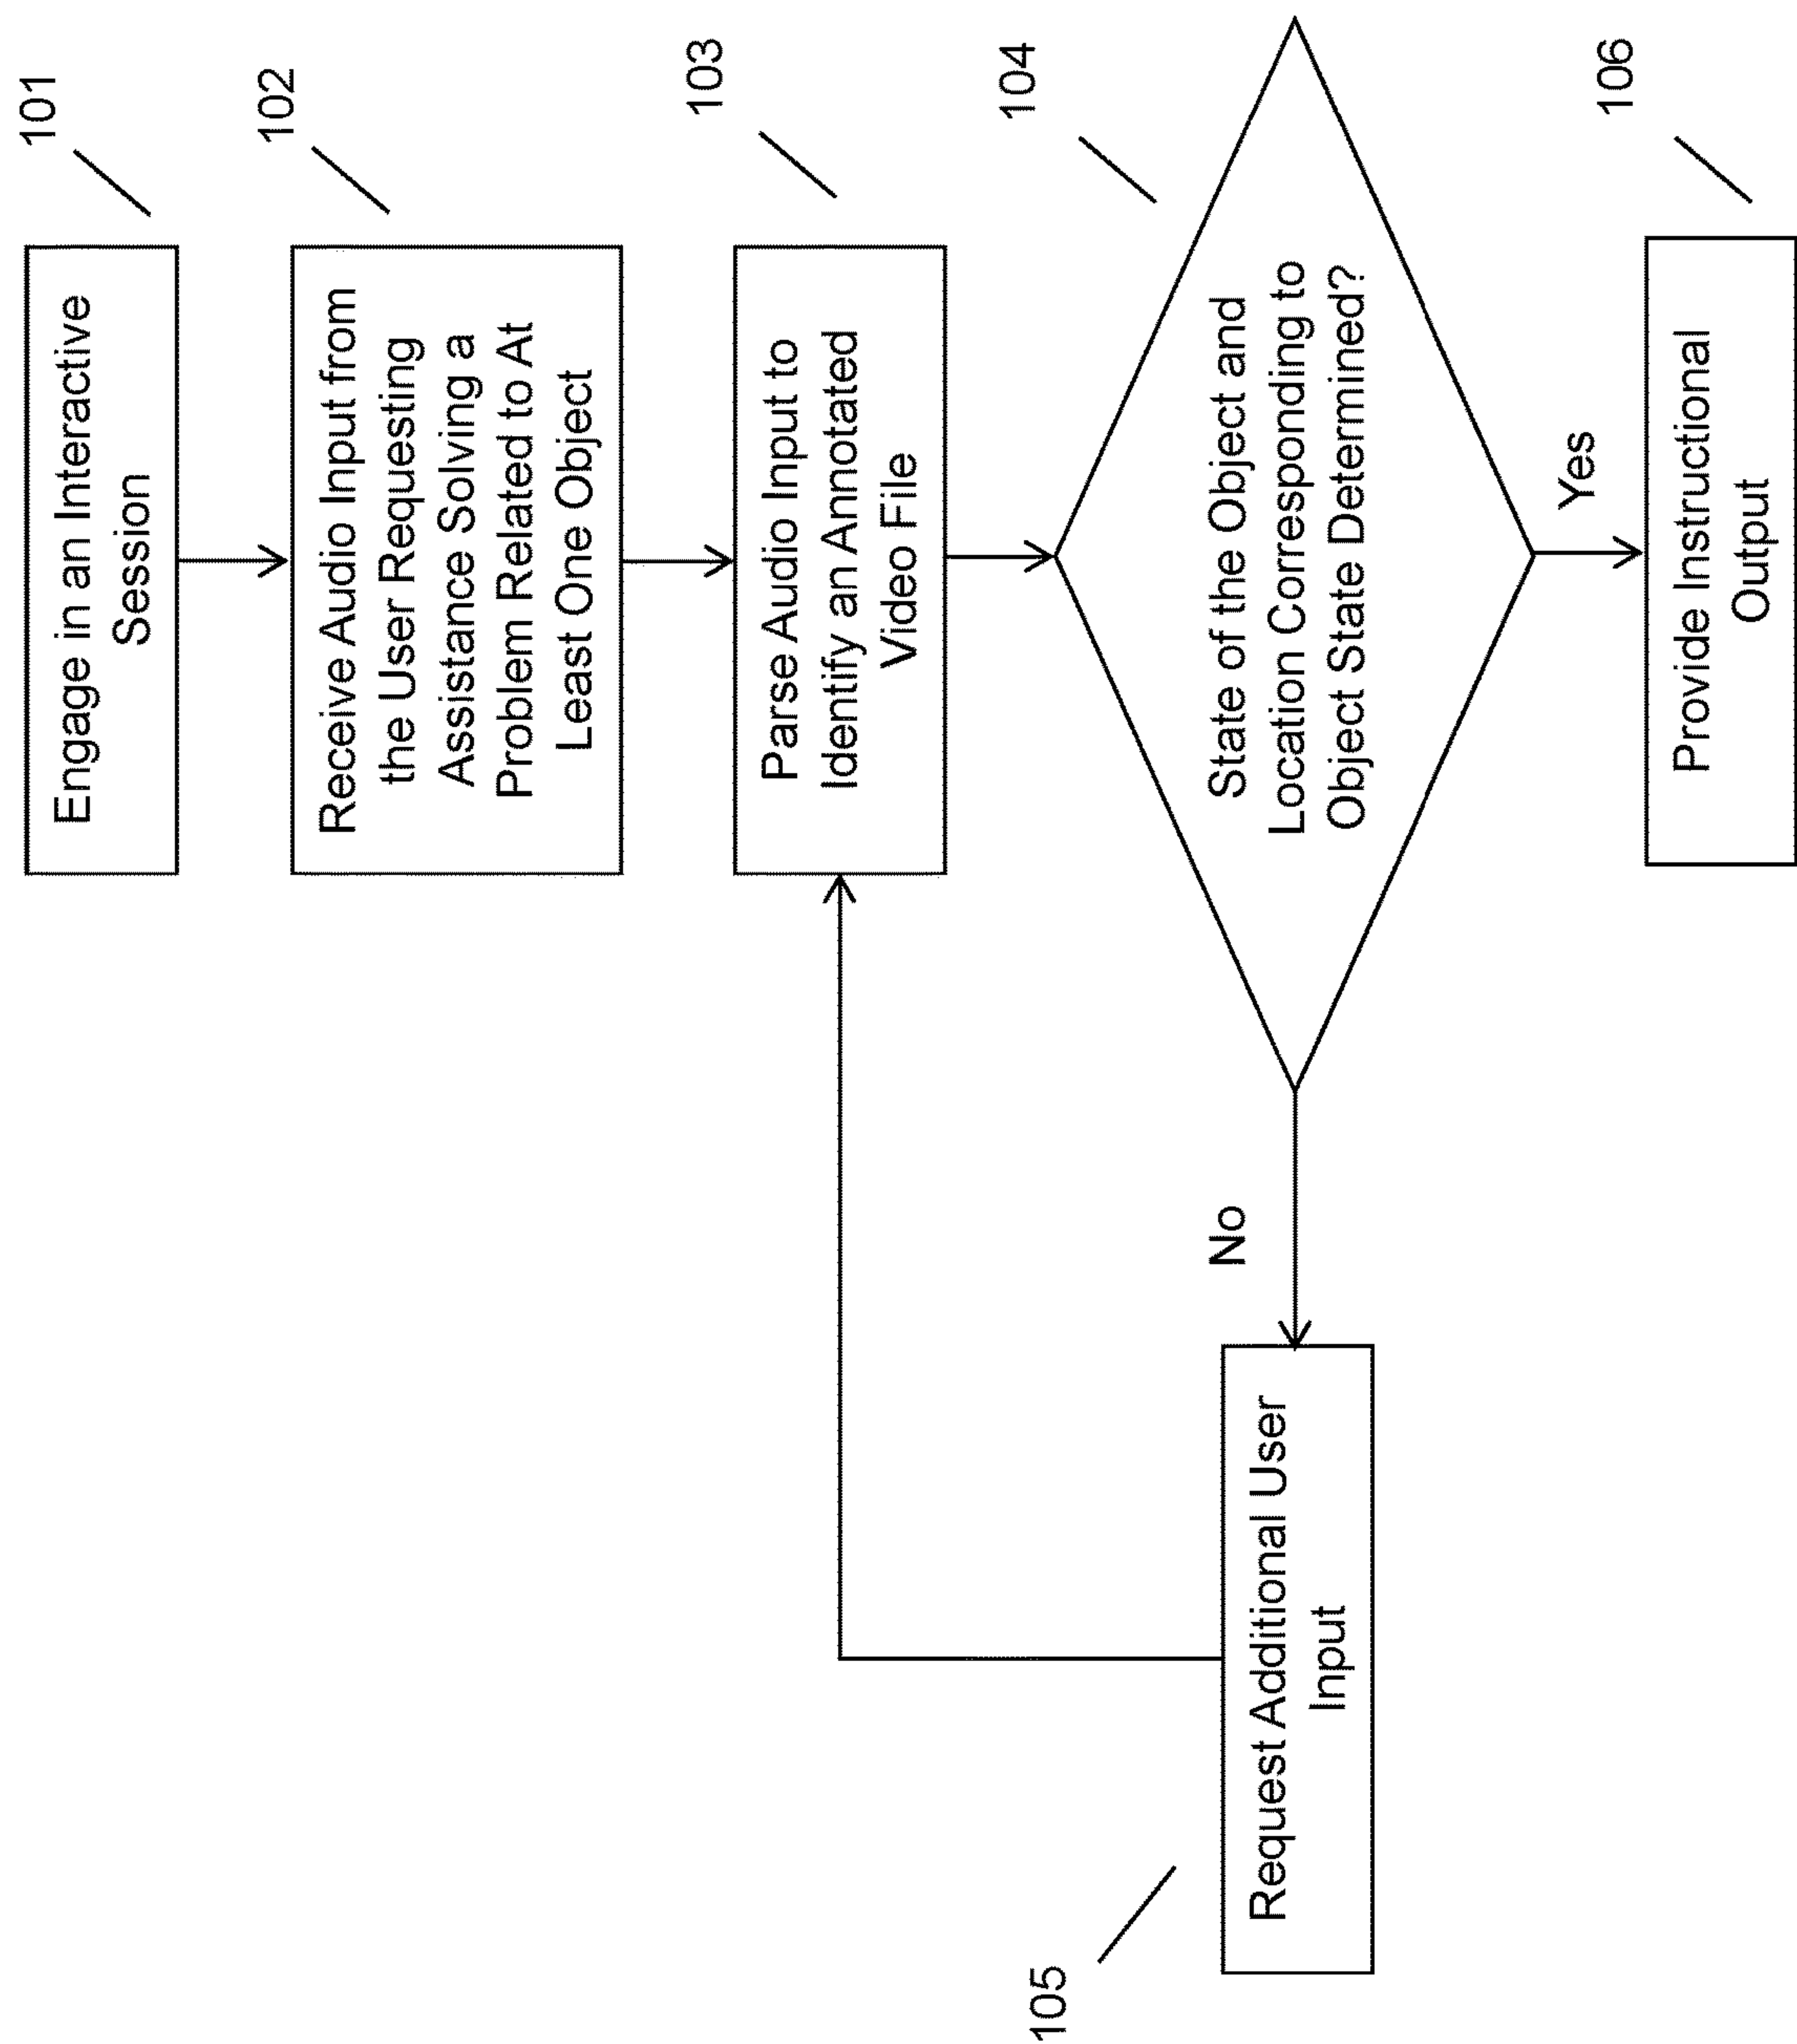 101
Engage in an Interactive
Session
102
Receive Audio Input from
the User Requesting
Assistance Solving a
Problem Related to At
Least One Object
103
Parse Audio Input to
Identify an Annotated
Video File
104
State of the Object and
Location Corresponding to
Object State Determined?
No
105
Request Additional User
Input
Yes
106
Provide Instructional
Output